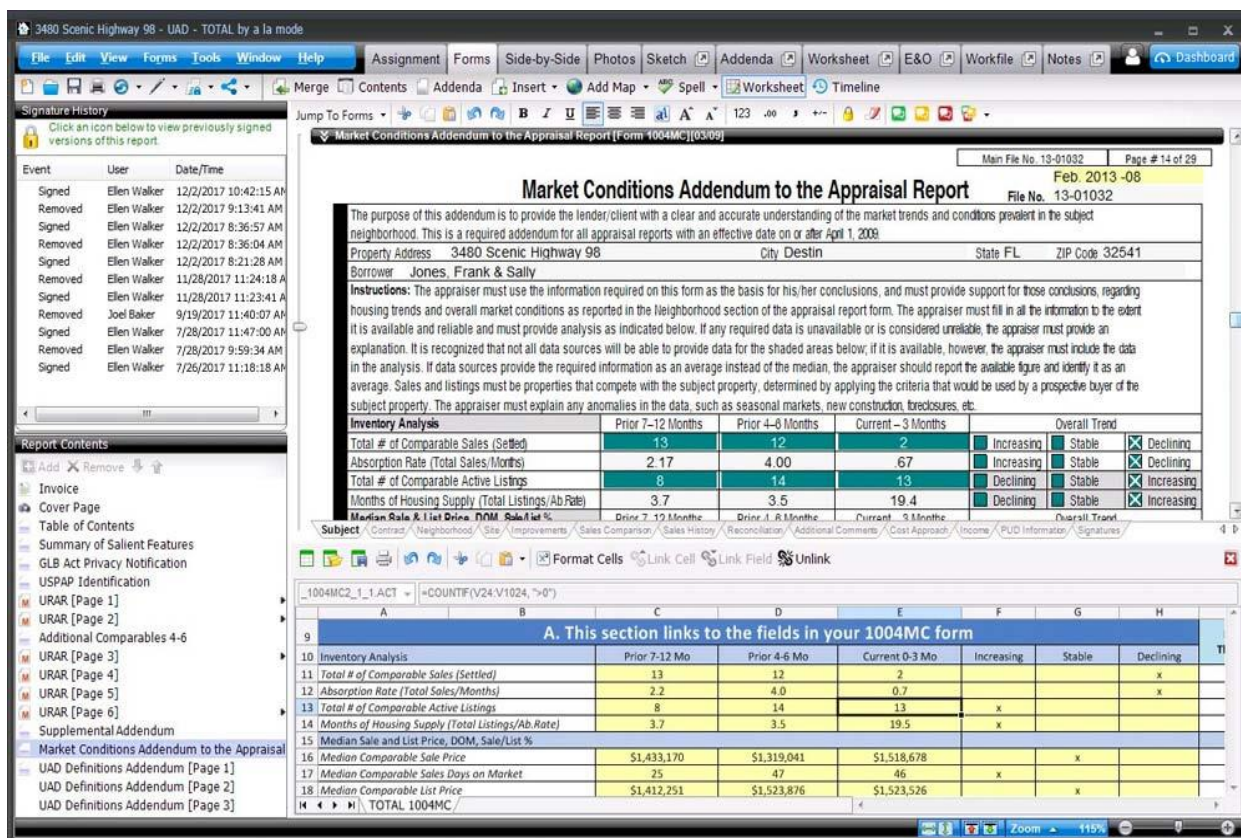 3480 Scenic Highway 98 - UAD - TOTAL by a la mode
File Edit View Forms Tools Window Help Assignment Forms Side-by-Side Photos Sketch Addenda Worksheet E&O Workfile Notes Dashboard
Merge Contents Addenda Insert Add Map Spell Worksheet Timeline
Signature History
Click an icon below to view previously signed
versions of this report
Event User Date/Time
Signed Ellen Walker 12/2/2017 10:42:15 AM
Removed Ellen Walker 12/2/2017 9:13:41 AM
Signed Ellen Walker 12/2/2017 8:36:57 AM
Removed Ellen Walker 12/2/2017 8:36:04 AM
Signed Ellen Walker 12/2/2017 8:21:28 AM
Removed Ellen Walker 11/28/2017 11:24:18 A
Signed Ellen Walker 11/28/2017 11:23:41 A
Removed Joel Baker 9/19/2017 11:40:07 AM
Signed Ellen Walker 7/28/2017 11:47:00 AM
Removed Ellen Walker 7/28/2017 9:59:34 AM
Signed Ellen Walker 7/26/2017 11:18:18 AM
Report Contents
Add Remove
Invoice
Cover Page
Table of Contents
Summary of Salient Features
GLB Act Privacy Notification
USPAP Identification
URAR [Page 1]
URAR [Page 2]
Additional Comparables 4-6
URAR [Page 3]
URAR [Page 4]
URAR [Page 5]
URAR [Page 6]
Supplemental Addendum
Market Conditions Addendum to the Appraisal
UAD Definitions Addendum [Page 1]
UAD Definitions Addendum [Page 2]
UAD Definitions Addendum [Page 3]
Jump To Forms B I U al A A 123 .00 , +/-
Market Conditions Addendum to the Appraisal Report [Form 1004MC][03/09]
Main File No. 13-01032 Page # 14 of 29
Feb. 2013 -08
Market Conditions Addendum to the Appraisal Report File No. 13-01032
The purpose of this addendum is to provide the lender/client with a clear and accurate understanding of the market trends and conditions prevalent in the subject
neighborhood. This is a required addendum for all appraisal reports with an effective date on or after April 1, 2009.
Property Address 3480 Scenic Highway 98 City Destin State FL ZIP Code 32541
Borrower Jones, Frank & Sally
Instructions: The appraiser must use the information required on this form as the basis for his/her conclusions, and must provide support for those conclusions, regarding
housing trends and overall market conditions as reported in the Neighborhood section of the appraisal report form. The appraiser must fill in all the information to the extent
it is available and reliable and must provide analysis as indicated below. If any required data is unavailable or is considered unreliable, the appraiser must provide an
explanation. It is recognized that not all data sources will be able to provide data for the shaded areas below; if it is available, however, the appraiser must include the data
in the analysis. If data sources provide the required information as an average instead of the median, the appraiser should report the available figure and identify it as an
average. Sales and listings must be properties that compete with the subject property, determined by applying the criteria that would be used by a prospective buyer of the
subject property. The appraiser must explain any anomalies in the data, such as seasonal markets, new construction, foreclosures, etc.
Inventory Analysis Prior 7–12 Months Prior 4–6 Months Current – 3 Months Overall Trend
Total # of Comparable Sales (Settled) 13 12 2 Increasing Stable Declining
Absorption Rate (Total Sales/Months) 2.17 4.00 .67 Increasing Stable Declining
Total # of Comparable Active Listings 8 14 13 Declining Stable Increasing
Months of Housing Supply (Total Listings/Ab.Rate) 3.7 3.5 19.4 Declining Stable Increasing
Median Sale & List Price, DOM, Sale/List % Prior 7–12 Months Prior 4–6 Months Current – 3 Months Overall Trend
Subject Contract Neighborhood Site Improvements Sales Comparison Sales History Reconciliation Additional Comments Cost Approach Income PUD Information Signatures
Format Cells Link Cell Link Field Unlink
_1004MC2_1_1.ACT =COUNTIF(V24:V1024, ">0")
A B C D E F G H
9 A. This section links to the fields in your 1004MC form
10 Inventory Analysis Prior 7-12 Mo Prior 4-6 Mo Current 0-3 Mo Increasing Stable Declining
11 Total # of Comparable Sales (Settled) 13 12 2 x
12 Absorption Rate (Total Sales/Months) 2.2 4.0 0.7 x
13 Total # of Comparable Active Listings 8 14 13 x
14 Months of Housing Supply (Total Listings/Ab.Rate) 3.7 3.5 19.5 x
15 Median Sale and List Price, DOM, Sale/List %
16 Median Comparable Sale Price $1,433,170 $1,319,041 $1,518,678 x
17 Median Comparable Sales Days on Market 25 47 46 x
18 Median Comparable List Price $1,412,251 $1,523,876 $1,523,526 x
TOTAL 1004MC
Zoom 115%